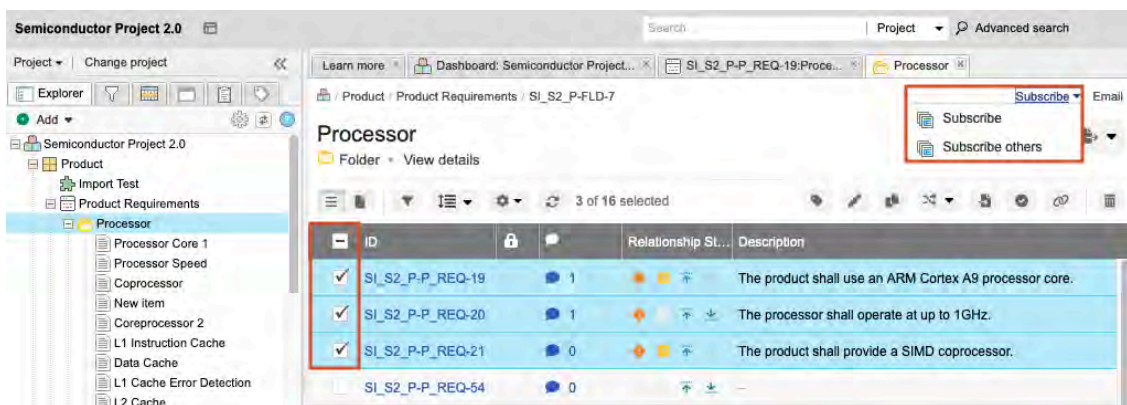 Semiconductor Project 2.0
Search
Project
Advanced search
Project
Change project
Learn more
Dashboard: Semiconductor Project...
SI_S2_P-P_REQ-19:Proce...
Processor
Explorer
Add
/ Product / Product Requirements / SI_S2_P-FLD-7
Subscribe
Email
Subscribe
Subscribe others
Processor
Folder
View details
3 of 16 selected
Semiconductor Project 2.0
Product
Import Test
Product Requirements
Processor
Processor Core 1
Processor Speed
Coprocessor
New item
Coreprocessor 2
L1 Instruction Cache
Data Cache
L1 Cache Error Detection
L2 Cache
ID Relationship St... Description
SI_S2_P-P_REQ-19 1 The product shall use an ARM Cortex A9 processor core.
SI_S2_P-P_REQ-20 1 The processor shall operate at up to 1GHz.
SI_S2_P-P_REQ-21 0 The product shall provide a SIMD coprocessor.
SI_S2_P-P_REQ-54 0 –